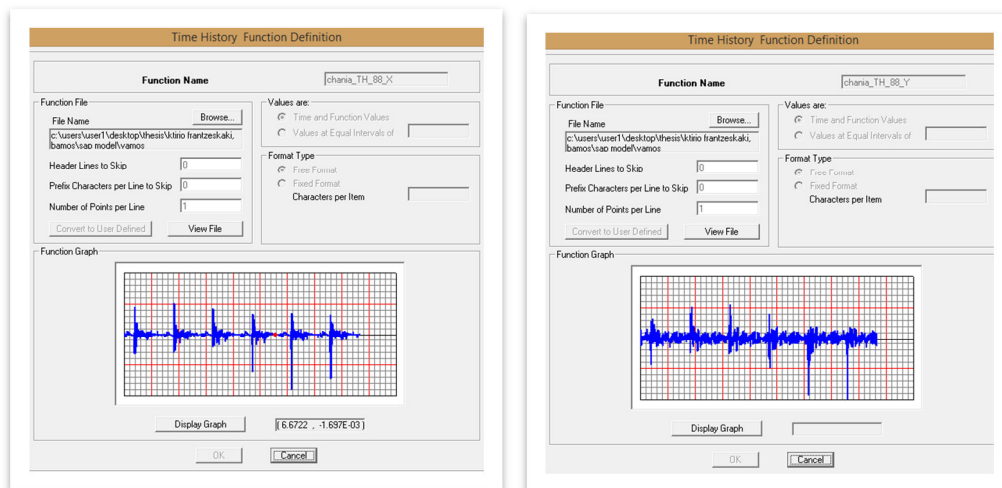 Time History Function Definition
Function Name
chania_TH_88_X
Function File
File Name
Browse...
c:\users\user1\desktop\thesis\ktirio frantzeskaki,
bamos\sap model\vamos
Header Lines to Skip
0
Prefix Characters per Line to Skip
0
Number of Points per Line
1
Convert to User Defined
View File
Values are:
Time and Function Values
Values at Equal Intervals of
Format Type
Free Format
Fixed Format
Characters per Item
Function Graph
Display Graph
( 6.6722 , -1.697E-03 )
OK
Cancel
Time History Function Definition
Function Name
chania_TH_88_Y
Function File
File Name
Browse...
c:\users\user1\desktop\thesis\ktirio frantzeskaki,
bamos\sap model\vamos
Header Lines to Skip
0
Prefix Characters per Line to Skip
0
Number of Points per Line
1
Convert to User Defined
View File
Values are:
Time and Function Values
Values at Equal Intervals of
Format Type
Free Format
Fixed Format
Characters per Item
Function Graph
Display Graph
OK
Cancel